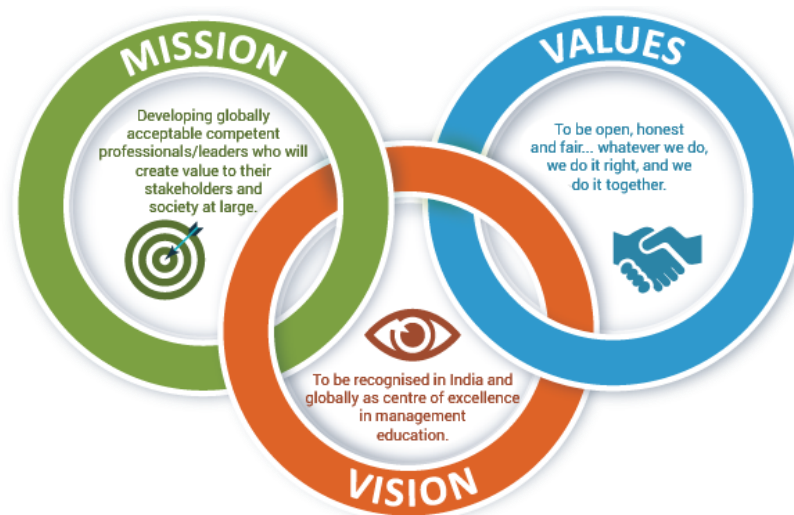 MISSION
Developing globally
acceptable competent
professionals/leaders who will
create value to their
stakeholders and
society at large.
VALUES
To be open, honest
and fair... whatever we do,
we do it right, and we
do it together.
To be recognised in India and
globally as centre of excellence
in management
education.
VISION